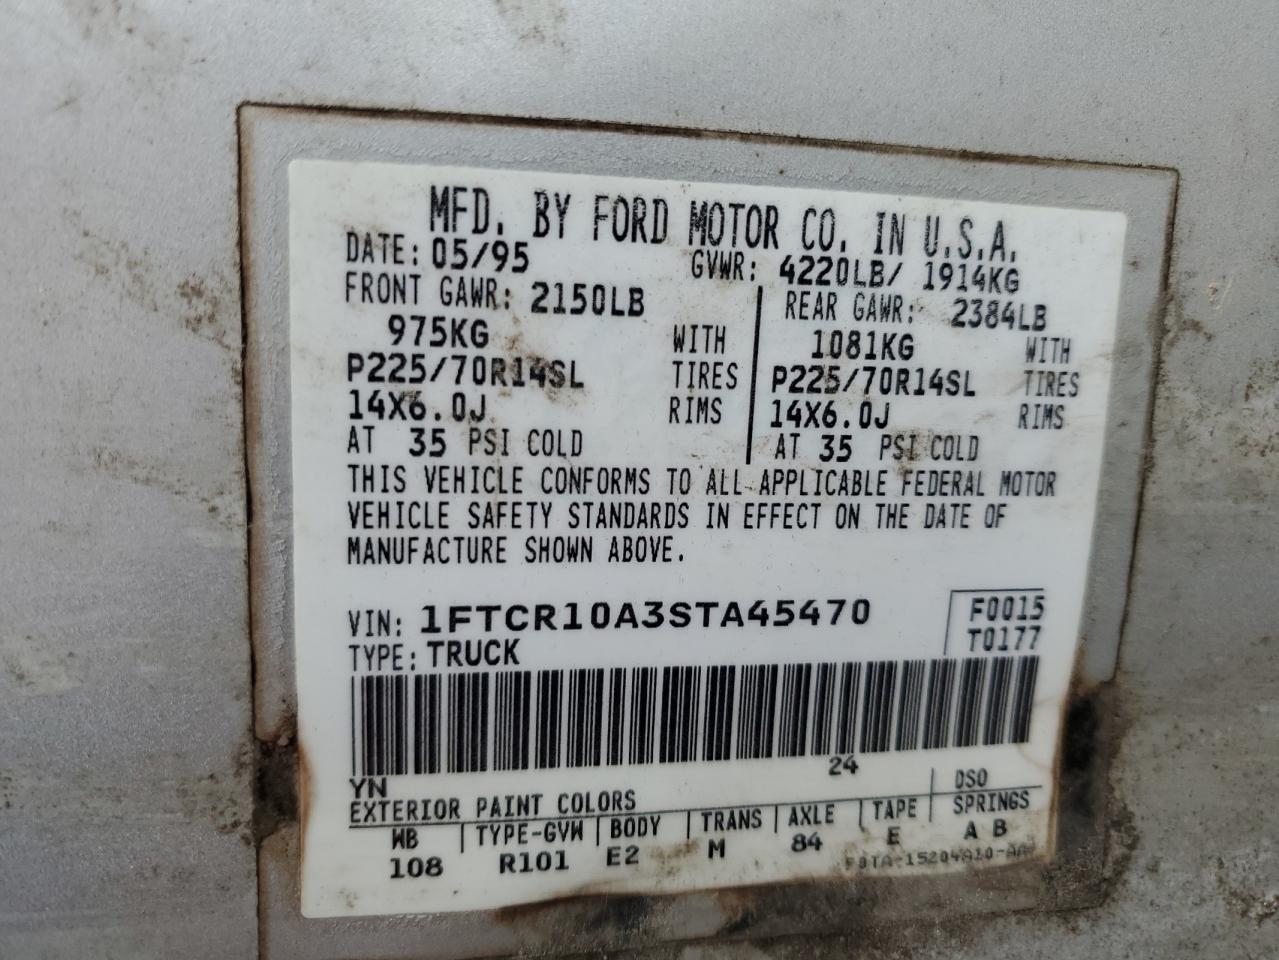 MFD. BY FORD MOTOR CO. IN U.S.A.
DATE: 05/95 GVWR: 4220LB/ 1914KG
FRONT GAWR: 2150LB REAR GAWR: 2384LB
975KG WITH 1081KG WITH
P225/70R14SL TIRES P225/70R14SL TIRES
14X6.0J RIMS 14X6.0J RIMS
AT 35 PSI COLD AT 35 PSI COLD
THIS VEHICLE CONFORMS TO ALL APPLICABLE FEDERAL MOTOR
VEHICLE SAFETY STANDARDS IN EFFECT ON THE DATE OF
MANUFACTURE SHOWN ABOVE.
VIN: 1FTCR10A3STA45470 F0015
TYPE: TRUCK T0177
YN 24
EXTERIOR PAINT COLORS DSO
WB TYPE-GVW BODY TRANS AXLE TAPE SPRINGS
108 R101 E2 M 84 E A B